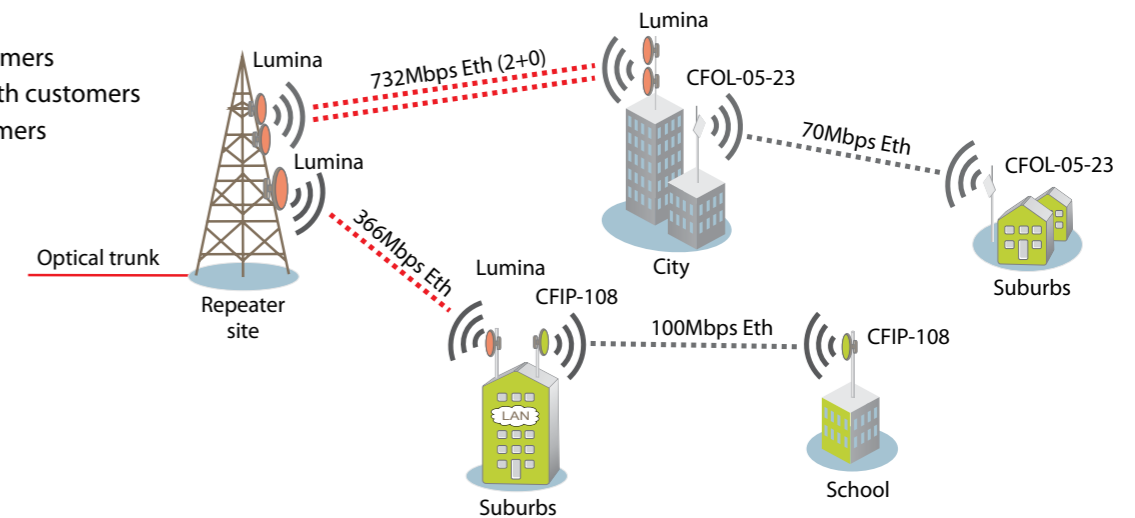 mers
th customers
mers
Lumina
732Mbps Eth (2+0)
Lumina
CFOL-05-23
70Mbps Eth
CFOL-05-23
Lumina
366Mbps Eth
Optical trunk
Repeater
site
City
Suburbs
Lumina
CFIP-108
100Mbps Eth
CFIP-108
LAN
Suburbs
School